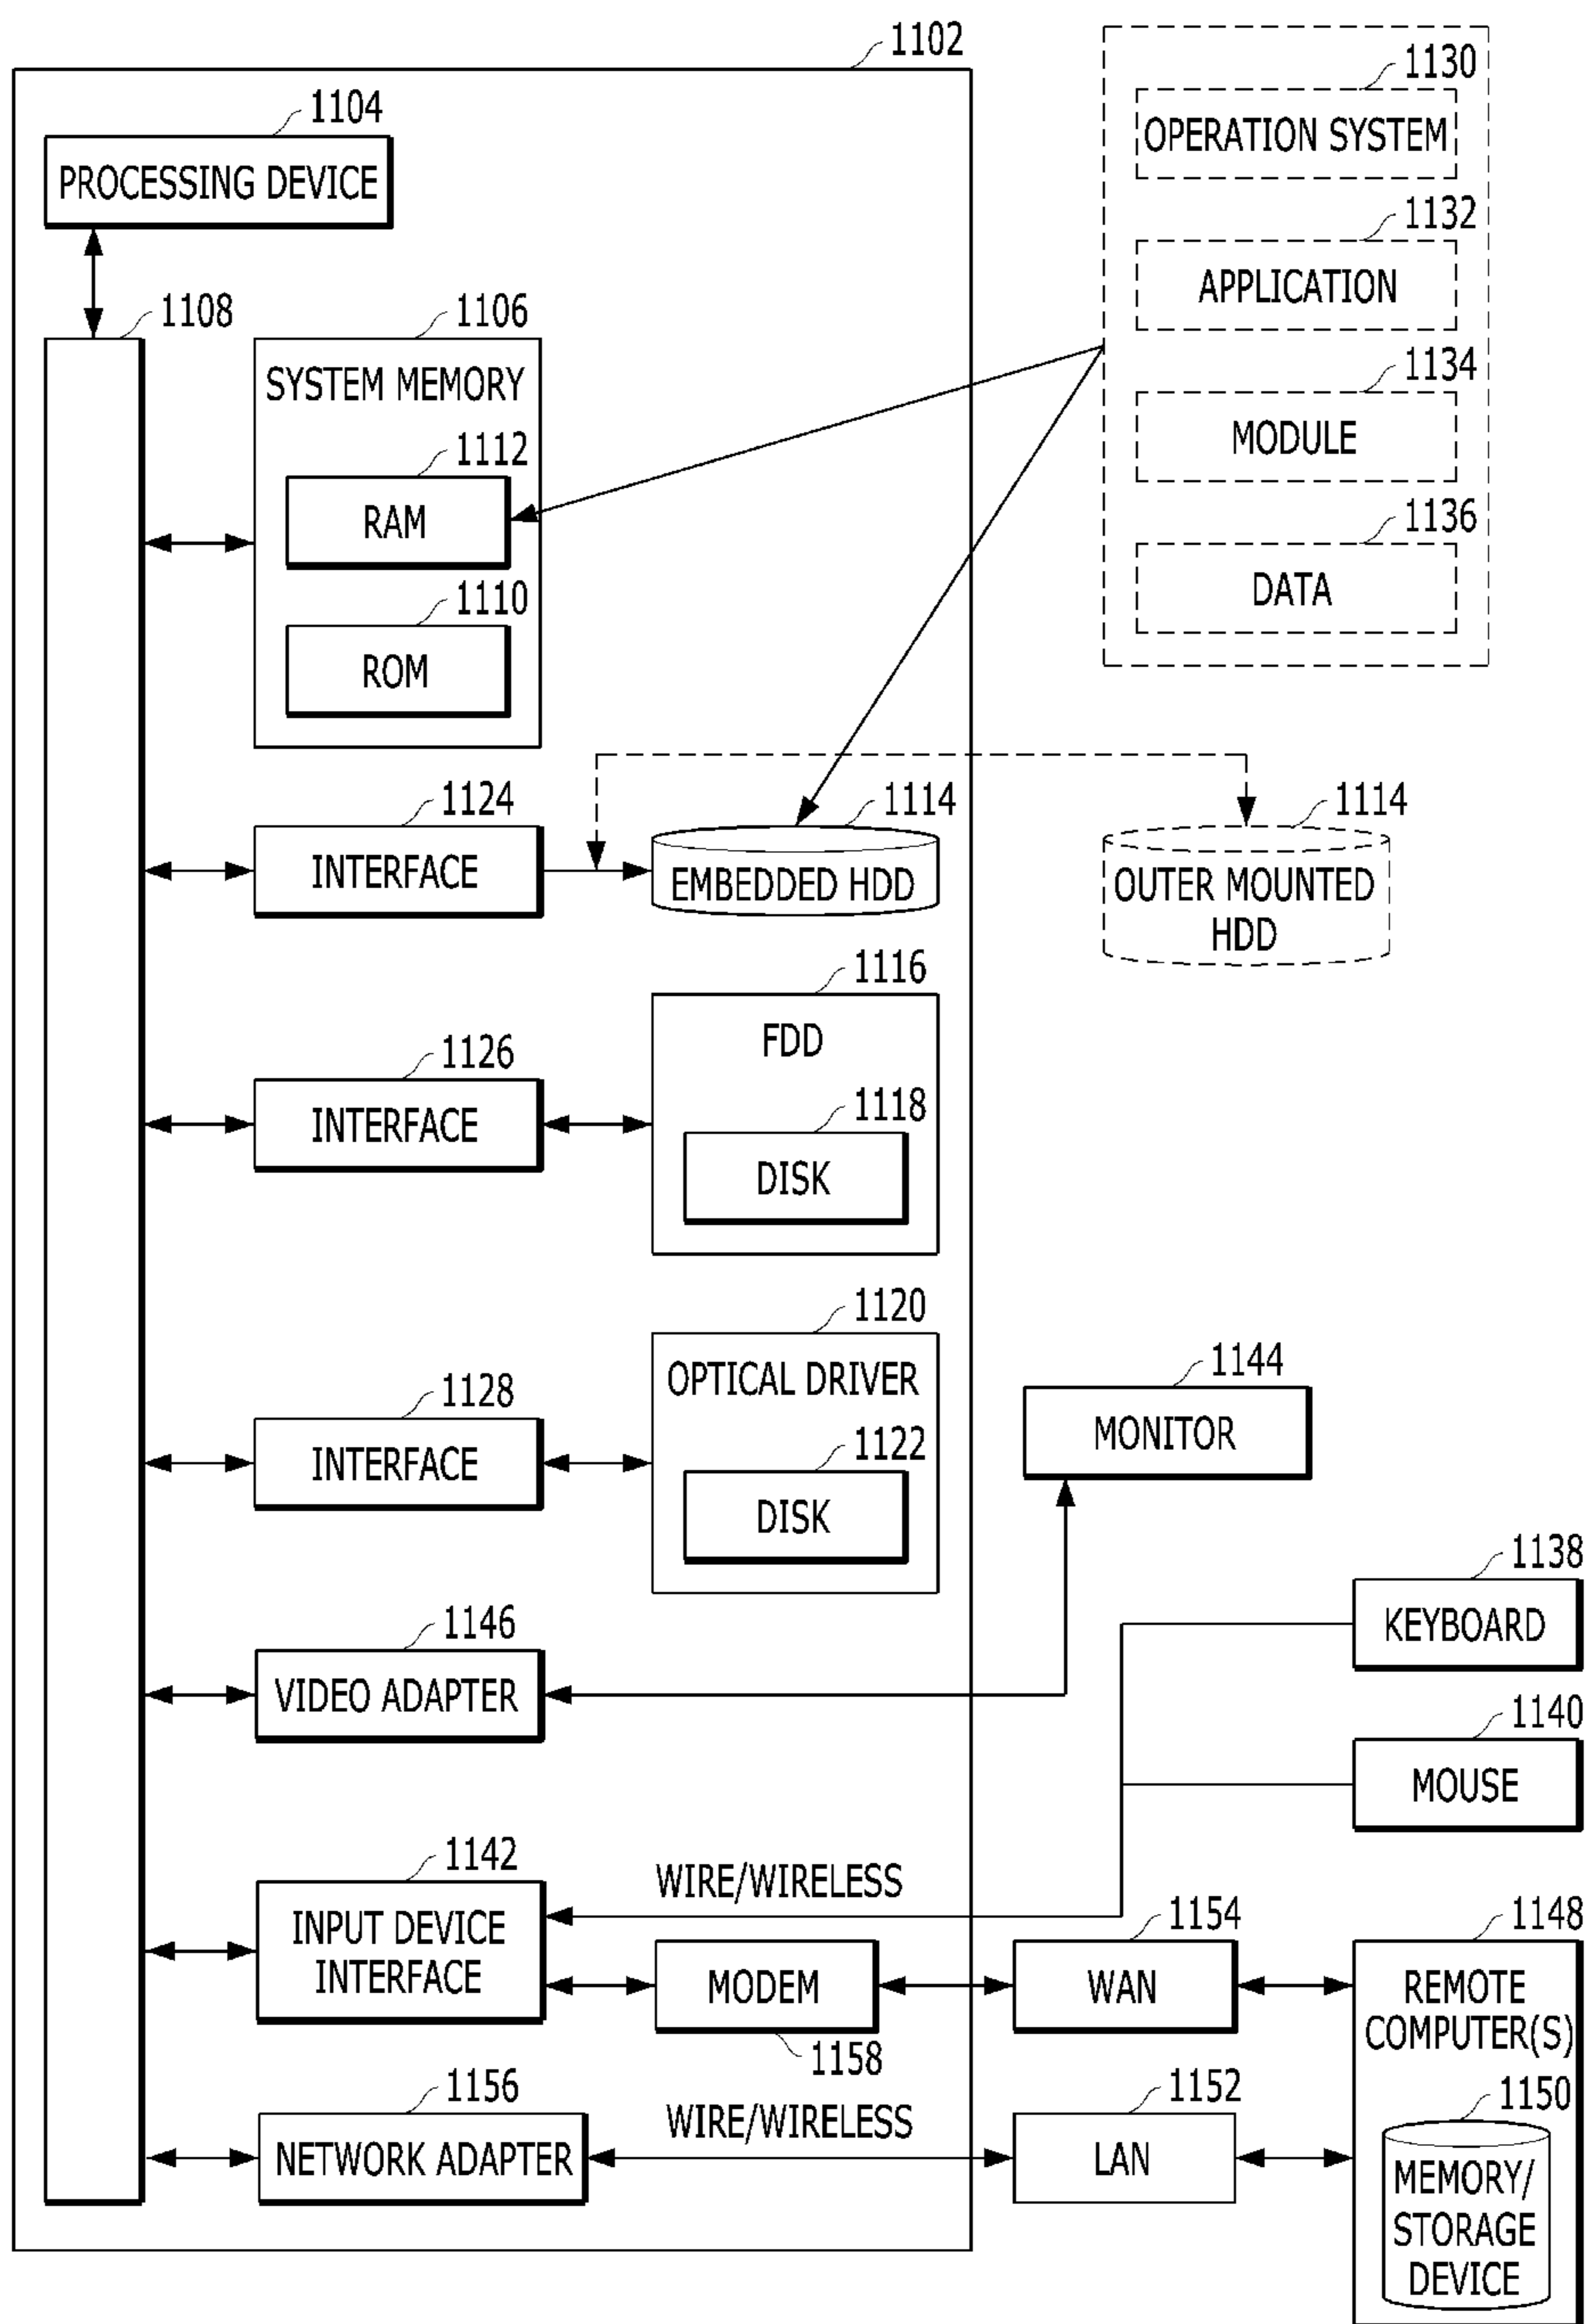 1102
1104
PROCESSING DEVICE
1108
1106
SYSTEM MEMORY
1112
RAM
1110
ROM
1130
OPERATION SYSTEM
1132
APPLICATION
1134
MODULE
1136
DATA
1124
INTERFACE
1114
EMBEDDED HDD
1114
OUTER MOUNTED
HDD
1126
INTERFACE
1116
FDD
1118
DISK
1128
INTERFACE
1120
OPTICAL DRIVER
1122
DISK
1144
MONITOR
1146
VIDEO ADAPTER
1138
KEYBOARD
1140
MOUSE
1142
INPUT DEVICE
INTERFACE
WIRE/WIRELESS
MODEM
1158
1154
WAN
1148
REMOTE
COMPUTER(S)
1156
NETWORK ADAPTER
WIRE/WIRELESS
1152
LAN
1150
MEMORY/
STORAGE
DEVICE